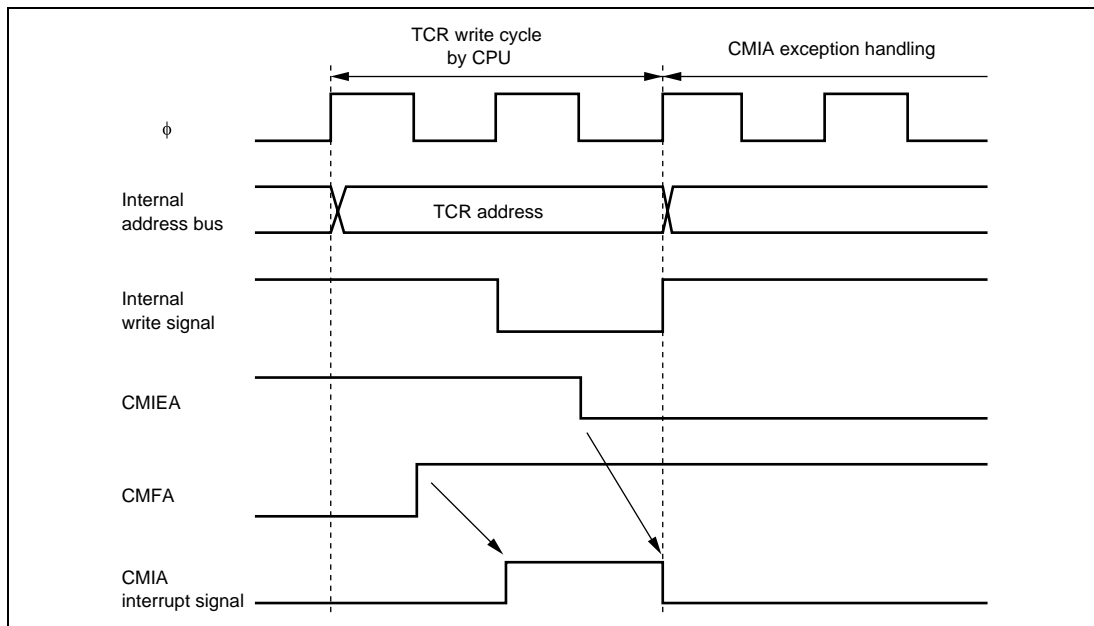 TCR write cycle
by CPU
CMIA exception handling
ϕ
Internal
address bus
TCR address
Internal
write signal
CMIEA
CMFA
CMIA
interrupt signal